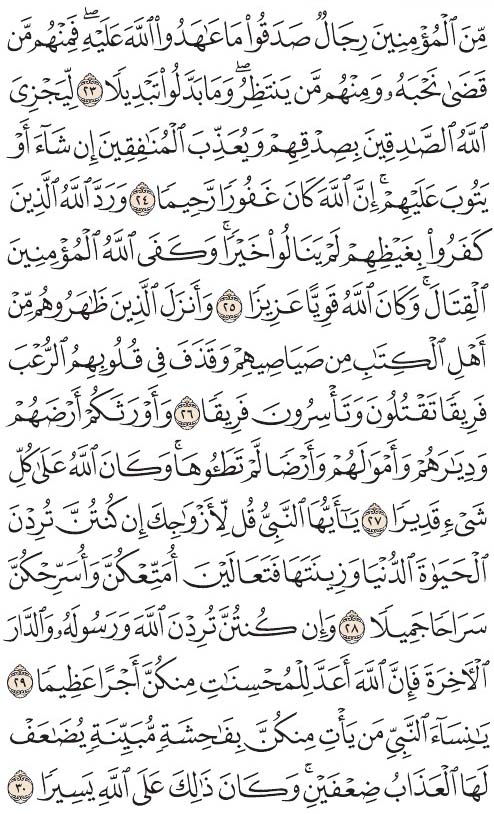 مِّنَ ٱلْمُؤْمِنِينَ رِجَالٌ صَدَقُوا۟ مَا عَـٰهَدُوا۟ ٱللَّهَ عَلَيْهِ ۖ فَمِنْهُم مَّن
قَضَىٰ نَحْبَهُۥ وَمِنْهُم مَّن يَنتَظِرُ ۖ وَمَا بَدَّلُوا۟ تَبْدِيلًا ٢٣ لِّيَجْزِىَ
ٱللَّهُ ٱلصَّـٰدِقِينَ بِصِدْقِهِمْ وَيُعَذِّبَ ٱلْمُنَـٰفِقِينَ إِن شَآءَ أَوْ
يَتُوبَ عَلَيْهِمْ ۚ إِنَّ ٱللَّهَ كَانَ غَفُورًا رَّحِيمًا ٢٤ وَرَدَّ ٱللَّهُ ٱلَّذِينَ
كَفَرُوا۟ بِغَيْظِهِمْ لَمْ يَنَالُوا۟ خَيْرًا ۚ وَكَفَى ٱللَّهُ ٱلْمُؤْمِنِينَ
ٱلْقِتَالَ ۚ وَكَانَ ٱللَّهُ قَوِيًّا عَزِيزًا ٢٥ وَأَنزَلَ ٱلَّذِينَ ظَـٰهَرُوهُم مِّنْ
أَهْلِ ٱلْكِتَـٰبِ مِن صَيَاصِيهِمْ وَقَذَفَ فِى قُلُوبِهِمُ ٱلرُّعْبَ
فَرِيقًا تَقْتُلُونَ وَتَأْسِرُونَ فَرِيقًا ٢٦ وَأَوْرَثَكُمْ أَرْضَهُمْ
وَدِيَـٰرَهُمْ وَأَمْوَٰلَهُمْ وَأَرْضًا لَّمْ تَطَـُٔوهَا ۚ وَكَانَ ٱللَّهُ عَلَىٰ كُلِّ
شَىْءٍ قَدِيرًا ٢٧ يَـٰٓأَيُّهَا ٱلنَّبِىُّ قُل لِّأَزْوَٰجِكَ إِن كُنتُنَّ تُرِدْنَ
ٱلْحَيَوٰةَ ٱلدُّنْيَا وَزِينَتَهَا فَتَعَالَيْنَ أُمَتِّعْكُنَّ وَأُسَرِّحْكُنَّ
سَرَاحًا جَمِيلًا ٢٨ وَإِن كُنتُنَّ تُرِدْنَ ٱللَّهَ وَرَسُولَهُۥ وَٱلدَّارَ
ٱلْـَٔاخِرَةَ فَإِنَّ ٱللَّهَ أَعَدَّ لِلْمُحْسِنَـٰتِ مِنكُنَّ أَجْرًا عَظِيمًا ٢٩
يَـٰنِسَآءَ ٱلنَّبِىِّ مَن يَأْتِ مِنكُنَّ بِفَـٰحِشَةٍ مُّبَيِّنَةٍ يُضَـٰعَفْ
لَهَا ٱلْعَذَابُ ضِعْفَيْنِ ۚ وَكَانَ ذَٰلِكَ عَلَى ٱللَّهِ يَسِيرًا ٣٠